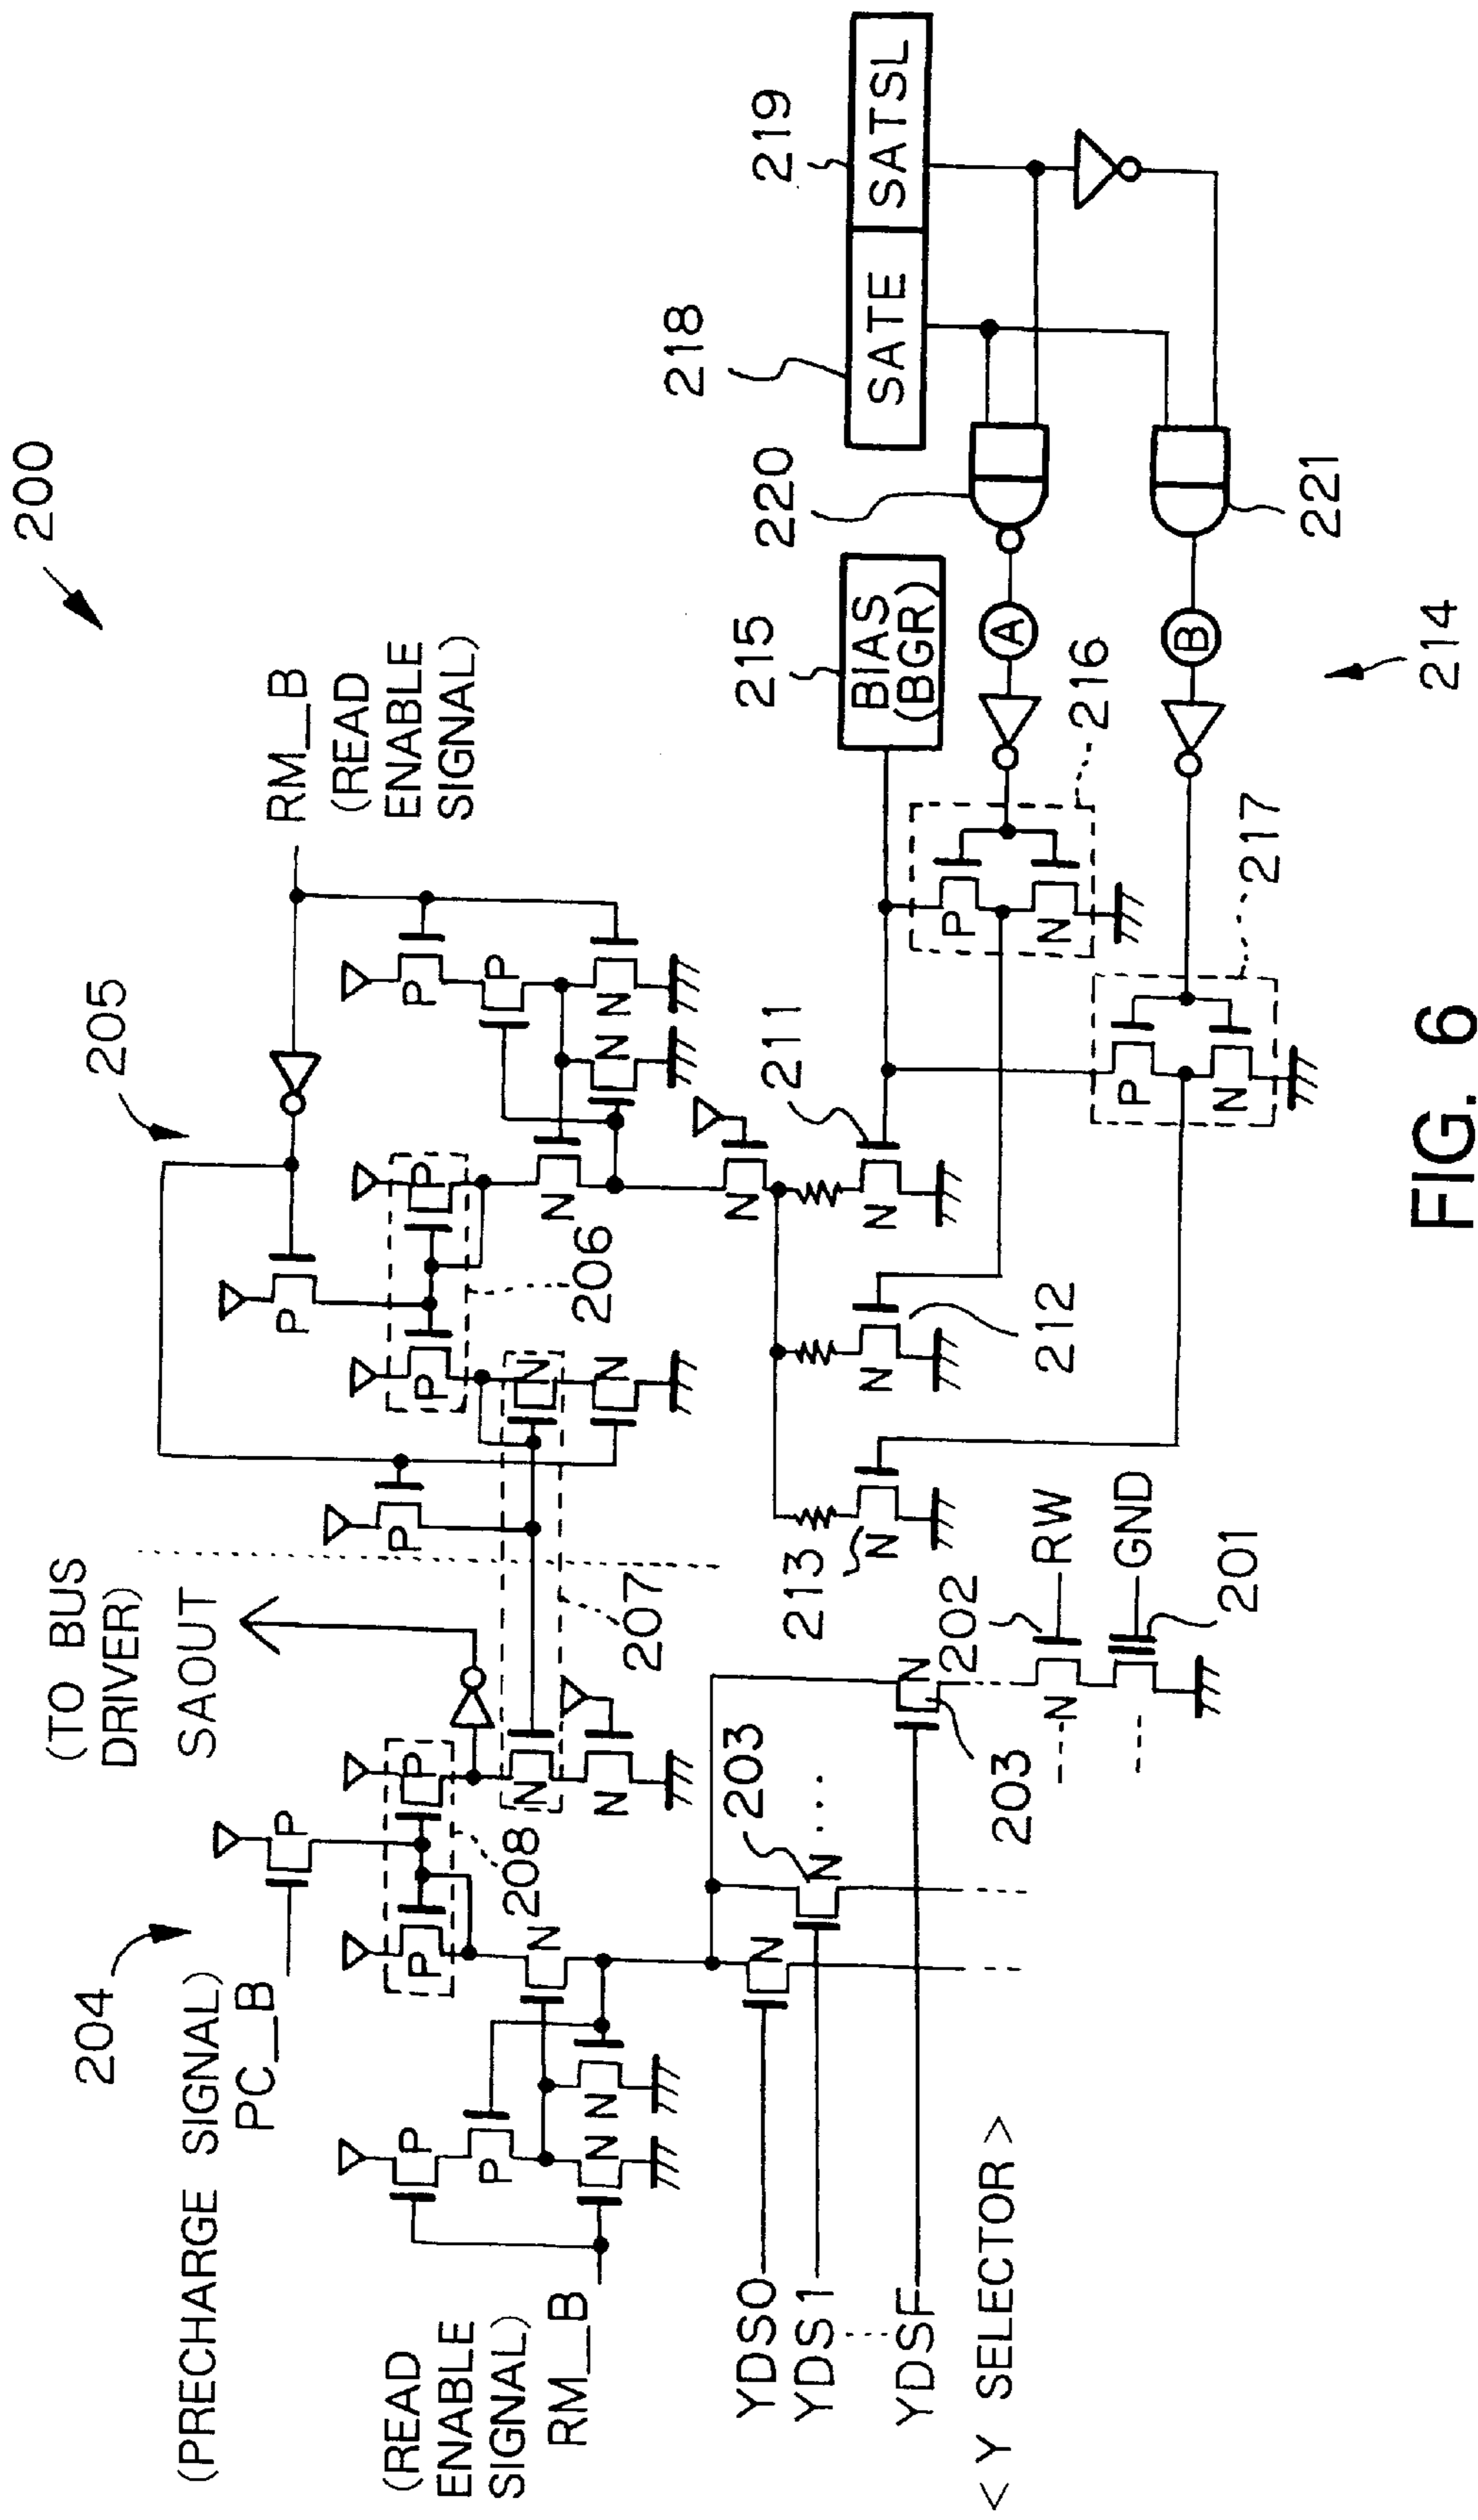 200
204
(PRECHARGE SIGNAL)
PC_B
(TO BUS
DRIVER)
SAOUT
205
RM_B
(READ
ENABLE
SIGNAL)
(READ
ENABLE
SIGNAL)
RM_B
P
P
P
P
P
P
P
P
P
P
P
N
N
N
N
N
N
N
N
N
N
208
207
206
YDS0
YDS1
YDSF
<Y SELECTOR>
N
N
N
203
203
202
N
RW
GND
201
213
N
212
N
211
N
N
215
BIAS
(BGR)
216
P
N
217
P
N
A
B
214
220
221
218
SATE
219
SATSL
FIG. 6